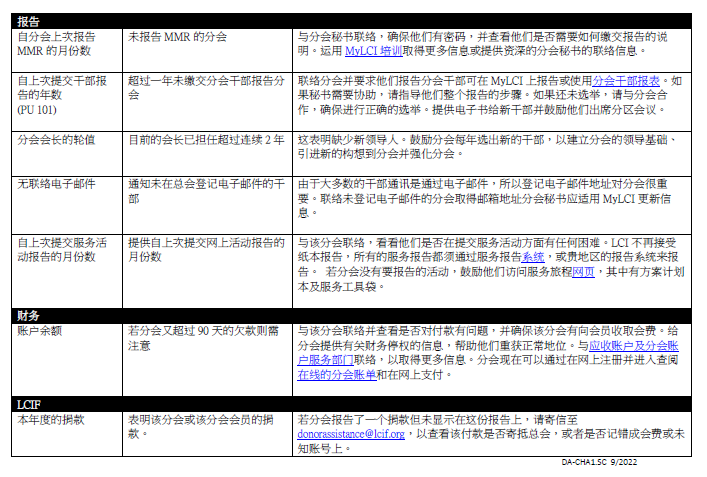 报告
自分会上次报告
MMR 的月份数
未报告 MMR 的分会
与分会秘书联络，确保他们有密码，并查看他们是否需要如何缴交报告的说
明。运用 MyLCI 培训取得更多信息或提供资深的分会秘书的联络信息。
自上次提交干部报
告的年数
(PU 101)
超过一年未缴交分会干部报告分
会
联络分会并要求他们报告分会干部可在 MyLCI 上报告或使用分会干部报表。如
果秘书需要协助，请指导他们整个报告的步骤。如果还未选举，请与分会合
作，确保进行正确的选举。提供电子书给新干部并鼓励他们出席分区会议。
分会会长的轮值
目前的会长已担任超过连续 2 年
这表明缺少新领导人。鼓励分会每年选出新的干部，以建立分会的领导基础、
引进新的构想到分会并强化分会。
无联络电子邮件
通知未在总会登记电子邮件的干
部
由于大多数的干部通讯是通过电子邮件，所以登记电子邮件地址对分会很重
要。联络未登记电子邮件的分会取得邮箱地址分会秘书应适用 MyLCI 更新信
息。
自上次提交服务活
动报告的月份数
提供自上次提交网上活动报告的
月份数
与该分会联络，看看他们是否在提交服务活动方面有任何困难。LCI 不再接受
纸本报告，所有的服务报告都须通过服务报告系统，或贵地区的报告系统来报
告。 若分会没有要报告的活动，鼓励他们访问服务旅程网页，其中有方案计划
本及服务工具袋。
财务
账户余额
若分会又超过 90 天的欠款则需
注意
与该分会联络并查看是否对付款有问题，并确保该分会有向会员收取会费。给
分会提供有关财务停权的信息，帮助他们重获正常地位。与应收账户及分会账
户服务部门联络，以取得更多信息。分会现在可以通过在网上注册并进入查阅
在线的分会账单和在网上支付。
LCIF
本年度的捐款
表明该分会或该分会会员的捐
款。
若分会报告了一个捐款但未显示在这份报告上，请寄信至
donorassistance@lcif.org，以查看该付款是否寄抵总会，或者是否记错成会费或未
知账号上。
DA-CHA1.SC 9/2022